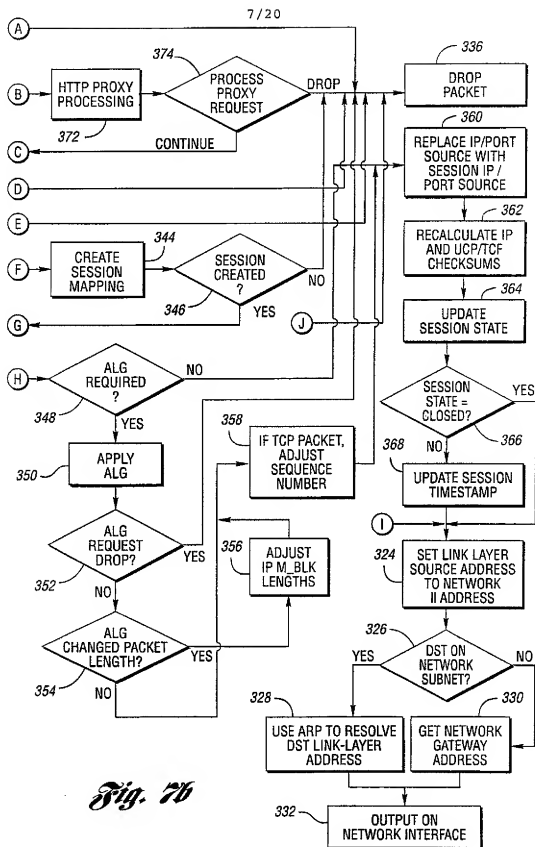 7/20
A
374
336
B
HTTP PROXY
PROCESSING
372
PROCESS
PROXY
REQUEST
DROP
DROP
PACKET
360
C
CONTINUE
REPLACE IP/PORT
SOURCE WITH
SESSION IP /
PORT SOURCE
D
E
362
RECALCULATE IP
AND UCP/TCF
CHECKSUMS
344
F
CREATE
SESSION
MAPPING
SESSION
CREATED
?
346
NO
YES
364
G
J
UPDATE
SESSION STATE
H
ALG
REQUIRED
?
348
NO
YES
SESSION
STATE =
CLOSED?
YES
366
NO
358
IF TCP PACKET,
ADJUST
SEQUENCE
NUMBER
368
350
APPLY
ALG
UPDATE SESSION
TIMESTAMP
I
ALG
REQUEST
DROP?
352
YES
NO
356
ADJUST
IP M_BLK
LENGTHS
324
SET LINK LAYER
SOURCE ADDRESS
TO NETWORK
II ADDRESS
ALG
CHANGED PACKET
LENGTH?
354
YES
NO
326
DST ON
NETWORK
SUBNET?
YES
NO
328
330
USE ARP TO RESOLVE
DST LINK-LAYER
ADDRESS
GET NETWORK
GATEWAY
ADDRESS
Fig. 7b
332
OUTPUT ON
NETWORK INTERFACE